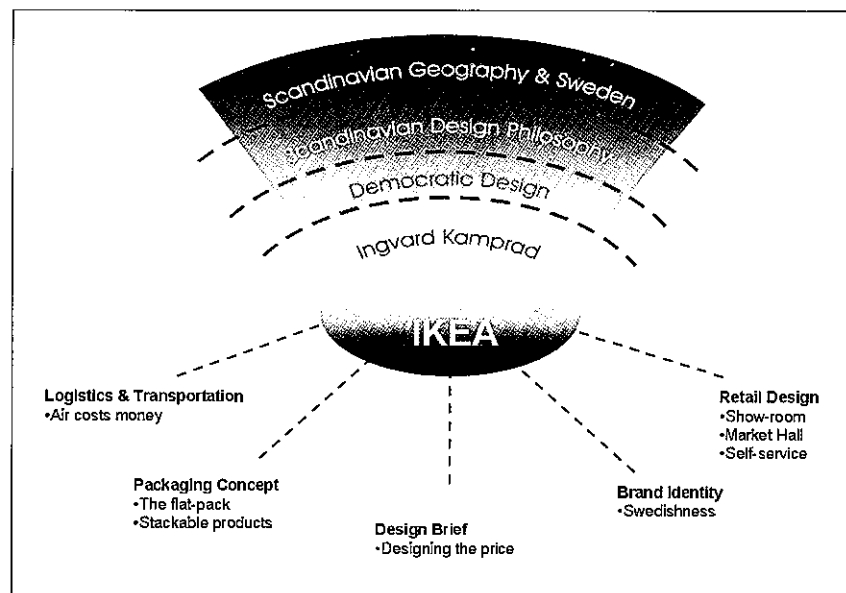 Scandinavian Geography & Sweden
Scandinavian Design Philosophy
Democratic Design
Ingvard Kamprad
IKEA
Logistics & Transportation
•Air costs money
Packaging Concept
•The flat-pack
•Stackable products
Design Brief
•Designing the price
Brand Identity
•Swedishness
Retail Design
•Show-room
•Market Hall
•Self-service